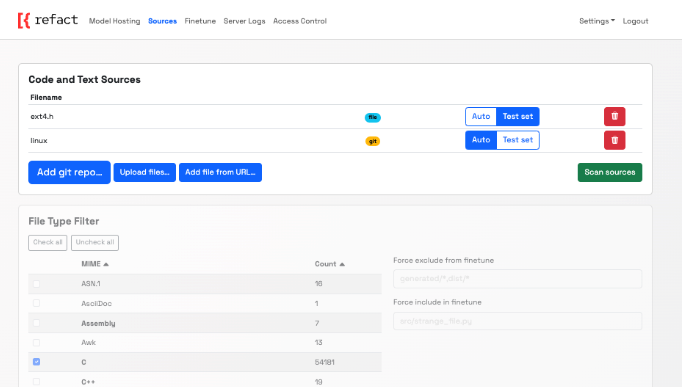 refact Model Hosting Sources Finetune Server Logs Access Control Settings Logout
Code and Text Sources
Filename
ext4.h file Auto Test set
linux git Auto Test set
Add git repo... Upload files... Add file from URL... Scan sources
File Type Filter
Check all Uncheck all
MIME Count
ASN.1 16
AsciiDoc 1
Assembly 7
Awk 13
C 54181
C++ 19
Force exclude from finetune
generated/*,dist/*
Force include in finetune
src/strange_file.py